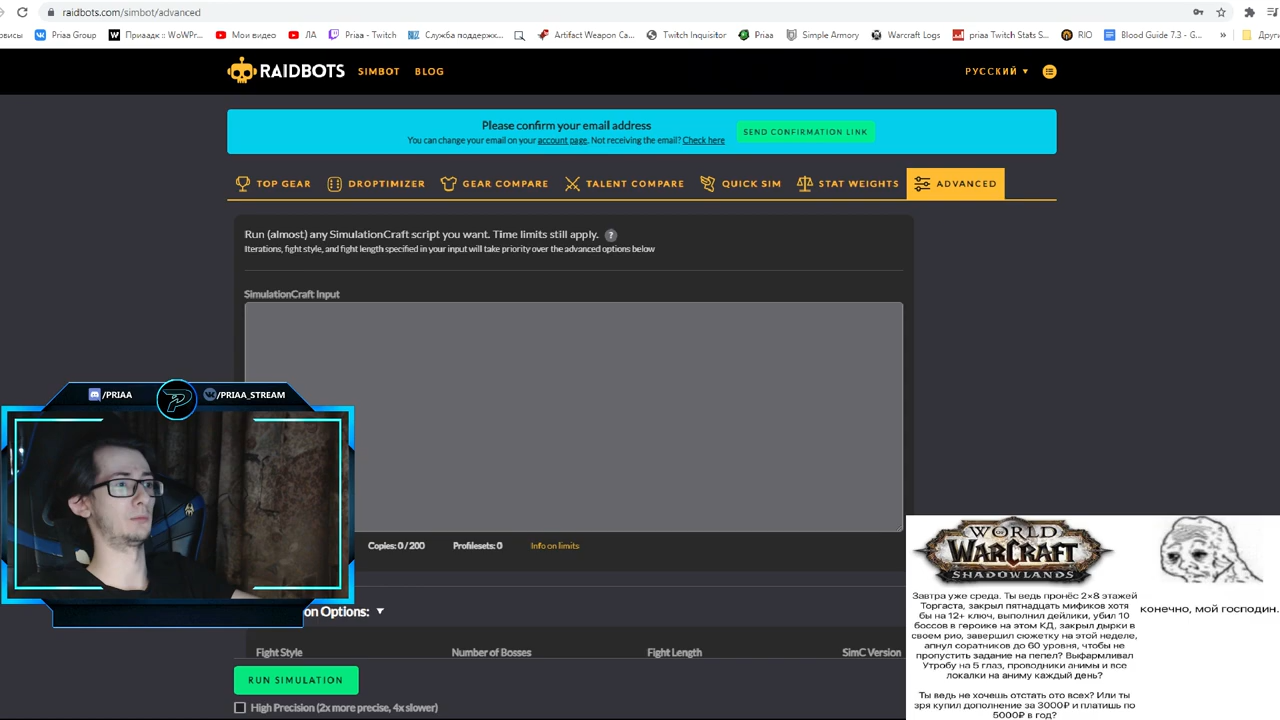 raidbots.com/simbot/advanced
рвисы Priaa Group Приаадк :: WoWPr... Мои видео ЛА Priaa - Twitch Служба поддержк... Artifact Weapon Ca... Twitch Inquisitor Priaa Simple Armory Warcraft Logs priaa Twitch Stats S... RIO Blood Guide 7.3 - G... » Други
RAIDBOTS SIMBOT BLOG РУССКИЙ ▼
Please confirm your email address
You can change your email on your account page. Not receiving the email? Check here
SEND CONFIRMATION LINK
TOP GEAR DROPTIMIZER GEAR COMPARE TALENT COMPARE QUICK SIM STAT WEIGHTS ADVANCED
Run (almost) any SimulationCraft script you want. Time limits still apply. ?
Iterations, fight style, and fight length specified in your input will take priority over the advanced options below
SimulationCraft Input
/PRIAA /PRIAA_STREAM
Copies: 0 / 200 Profilesets: 0 Info on limits
on Options: ▼
Fight Style Number of Bosses Fight Length SimC Version
RUN SIMULATION
High Precision (2x more precise, 4x slower)
WORLD
WARCRAFT
SHADOWLANDS
Завтра уже среда. Ты ведь пронёс 2×8 этажей
Торгаста, закрыл пятнадцать мификов хотя
бы на 12+ ключ, выполнил дейлики, убил 10
боссов в героике на этом КД, закрыл дырки в
своем рио, завершил сюжетку на этой неделе,
апнул соратников до 60 уровня, чтобы не
пропустить задание на пепел? Выфармливал
Утробу на 5 глаз, проводники анимы и все
локалки на аниму каждый день?
Ты ведь не хочешь отстать ото всех? Или ты
зря купил дополнение за 3000₽ и платишь по
5000₽ в год?
конечно, мой господин.